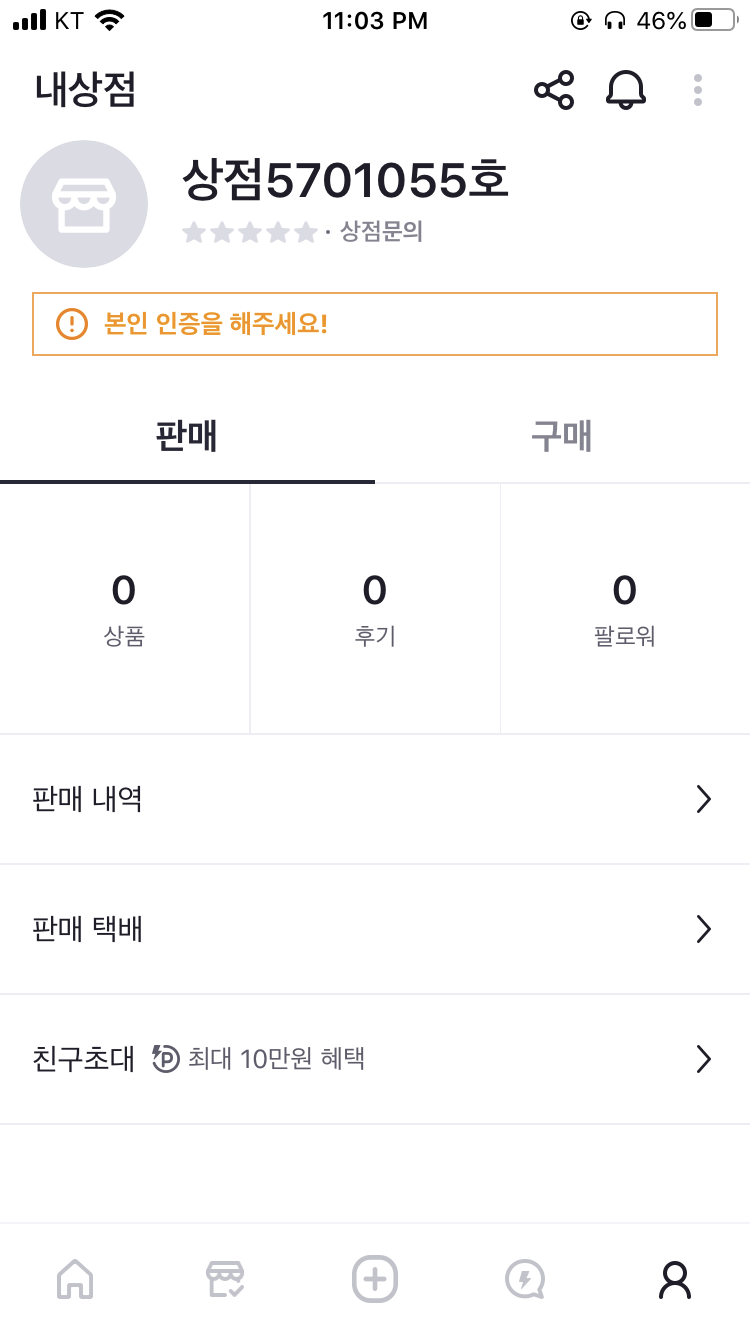 KT 11:03 PM 46%
내상점
상점5701055호
· 상점문의
본인 인증을 해주세요!
판매 구매
0 0 0
상품 후기 팔로워
판매 내역
판매 택배
친구초대 P 최대 10만원 혜택